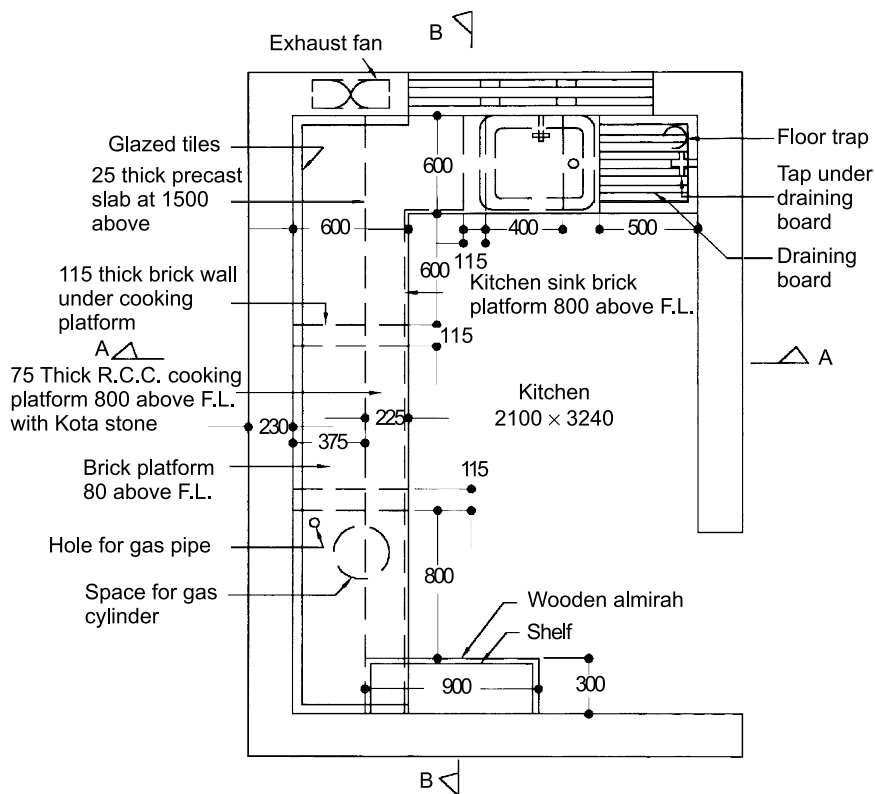 B
Exhaust fan
Glazed tiles
25 thick precast
slab at 1500
above
600
Floor trap
Tap under
draining
board
600
400
500
115
600
Draining
board
115 thick brick wall
under cooking
platform
Kitchen sink brick
platform 800 above F.L.
115
A
A
75 Thick R.C.C. cooking
platform 800 above F.L.
with Kota stone
Kitchen
2100 × 3240
230
225
375
Brick platform
80 above F.L.
115
Hole for gas pipe
800
Space for gas
cylinder
Wooden almirah
Shelf
900
300
B